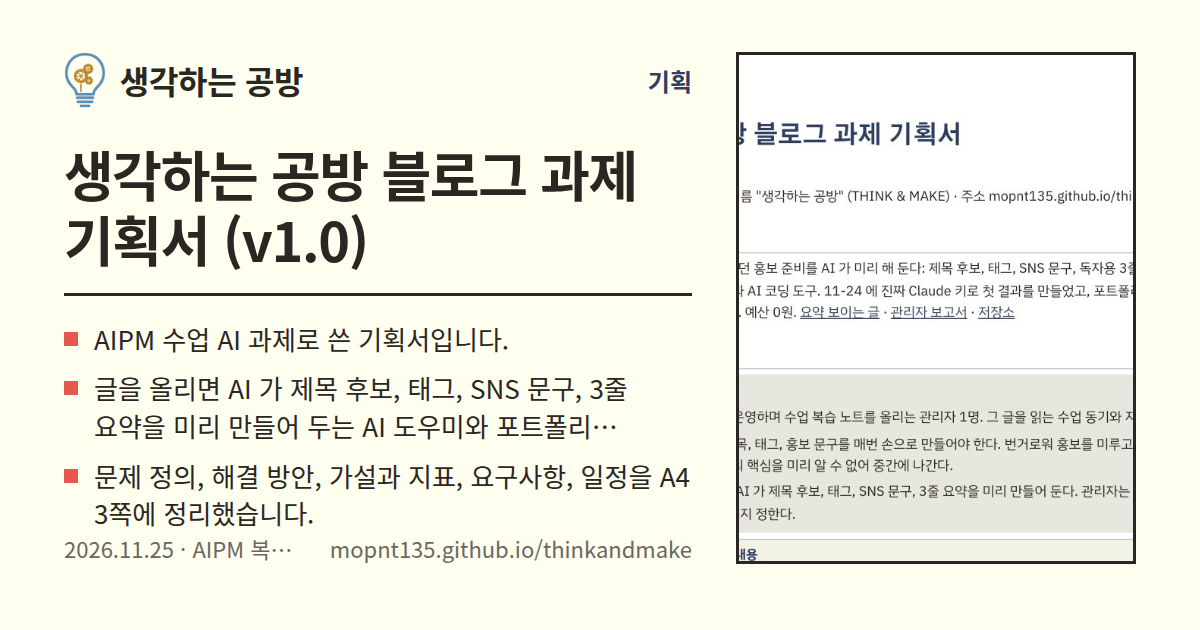 생각하는 공방
기획
생각하는 공방 블로그 과제
기획서 (v1.0)
AIPM 수업 AI 과제로 쓴 기획서입니다.
글을 올리면 AI 가 제목 후보, 태그, SNS 문구, 3줄
요약을 미리 만들어 두는 AI 도우미와 포트폴리…
문제 정의, 해결 방안, 가설과 지표, 요구사항, 일정을 A4
3쪽에 정리했습니다.
2026.11.25 · AIPM 복… mopnt135.github.io/thinkandmake
블로그 과제 기획서
름 "생각하는 공방" (THINK & MAKE) · 주소 mopnt135.github.io/thi
던 홍보 준비를 AI 가 미리 해 둔다: 제목 후보, 태그, SNS 문구, 독자용 3줄
AI 코딩 도구. 11-24 에 진짜 Claude 키로 첫 결과를 만들었고, 포트폴
예산 0원. 요약 보이는 글 · 관리자 보고서 · 저장소
운영하며 수업 복습 노트를 올리는 관리자 1명. 그 글을 읽는 수업 동기와
목, 태그, 홍보 문구를 매번 손으로 만들어야 한다. 번거로워 홍보를 미루고
핵심을 미리 알 수 없어 중간에 나간다.
AI 가 제목 후보, 태그, SNS 문구, 3줄 요약을 미리 만들어 둔다. 관리자는
지 정한다.
내용